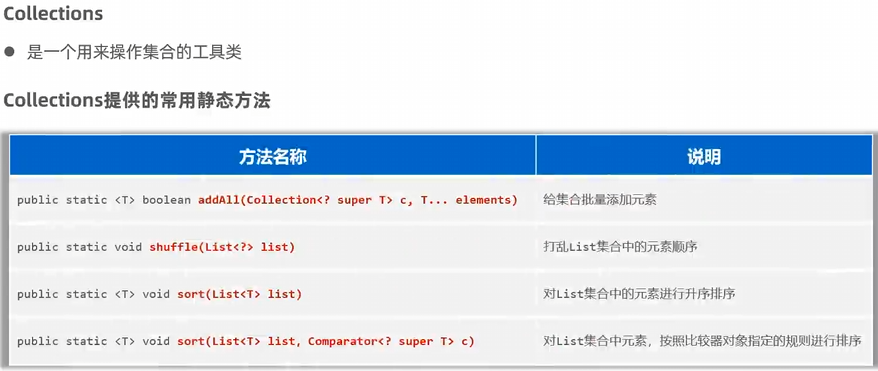 Collections
● 是一个用来操作集合的工具类
Collections提供的常用静态方法
方法名称 说明
public static <T> boolean addAll(Collection<? super T> c, T... elements) 给集合批量添加元素
public static void shuffle(List<?> list) 打乱List集合中的元素顺序
public static <T> void sort(List<T> list) 对List集合中的元素进行升序排序
public static <T> void sort(List<T> list, Comparator<? super T> c) 对List集合中元素，按照比较器对象指定的规则进行排序